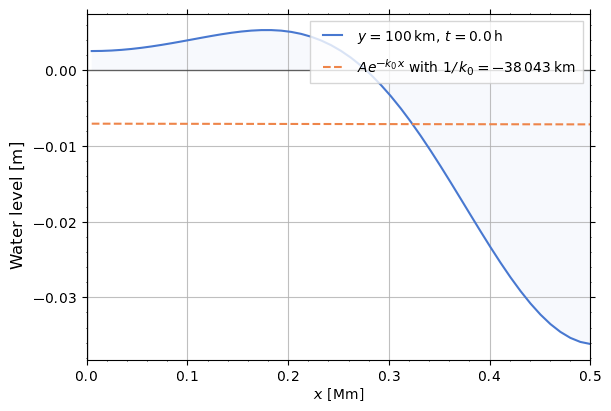 y = 100 km, t = 0.0 h
Ae^{−k_0 x} with 1/k_0 = −38 043 km
Water level [m]
0.00
−0.01
−0.02
−0.03
0.0 0.1 0.2 0.3 0.4 0.5
x [Mm]